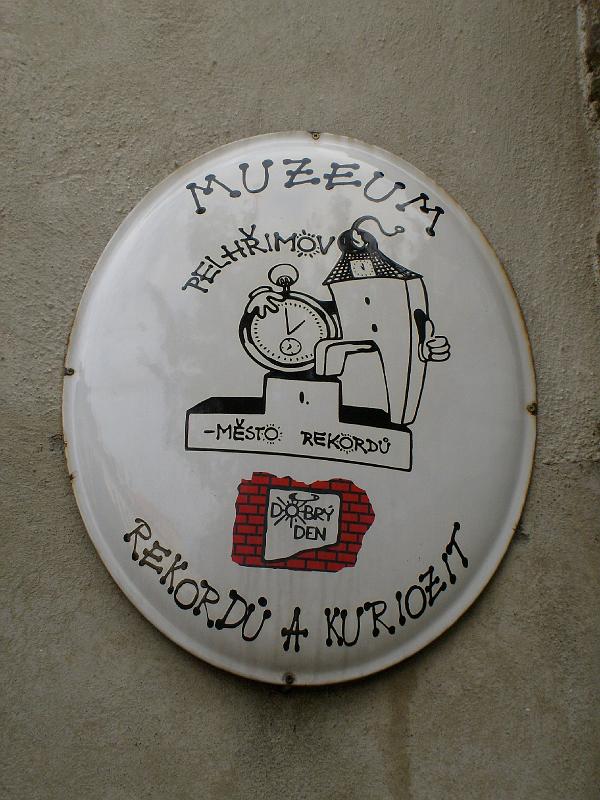 MUZEUM
PELHŘIMOV
-MĚSTO REKORDŮ
DOBRÝ
DEN
REKORDŮ A KURIOZIT